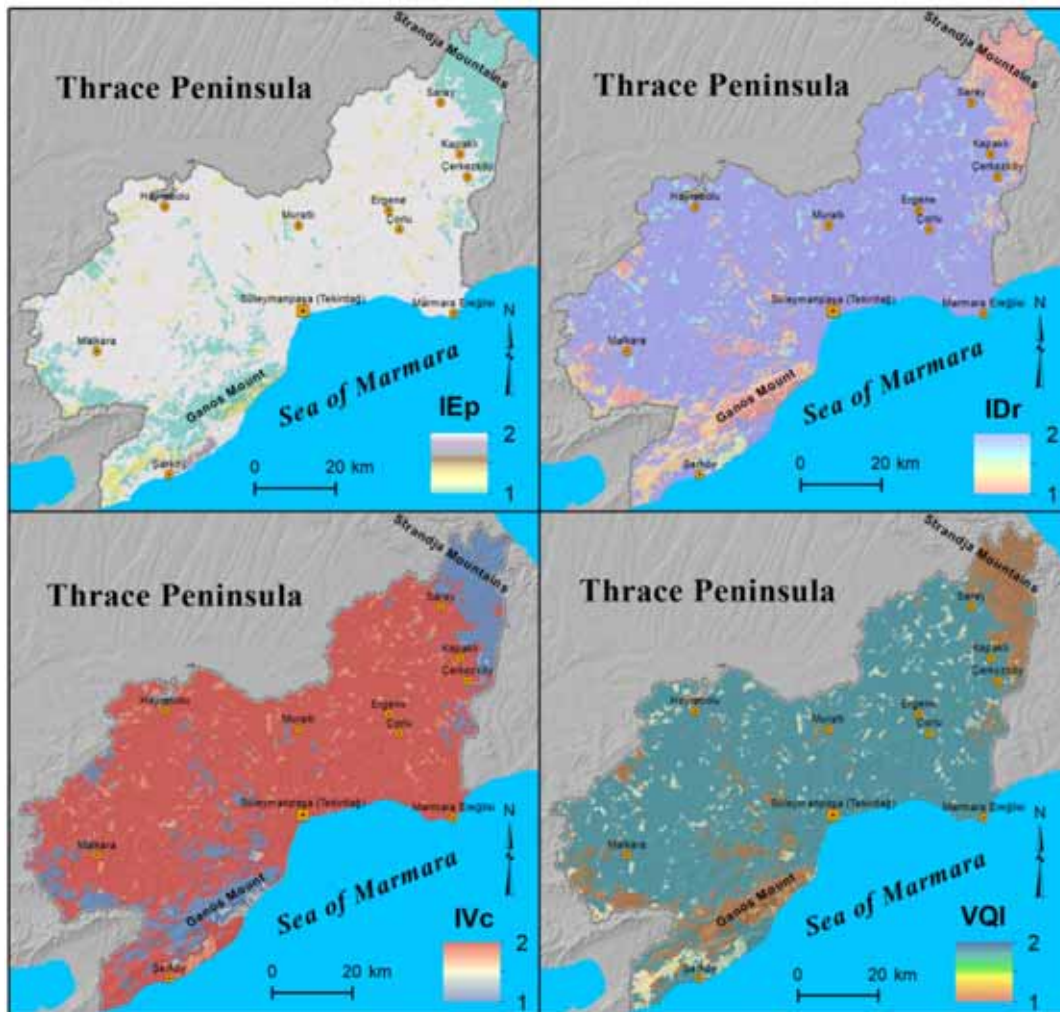 Strandja Mountains
Thrace Peninsula
Saray
Kapaklı
Çerkezköy
Hayrabolu
Ergene
Muratlı
Çorlu
Süleymanpaşa (Tekirdağ)
Marmara Ereğlisi
N
Malkara
Ganos Mount
Sea of Marmara
IEp
2
1
Şarköy
0 20 km
Strandja Mountains
Thrace Peninsula
Saray
Kapaklı
Çerkezköy
Hayrabolu
Ergene
Muratlı
Çorlu
Süleymanpaşa (Tekirdağ)
Marmara Ereğlisi
N
Malkara
Ganos Mount
Sea of Marmara
IDr
2
1
Şarköy
0 20 km
Strandja Mountains
Thrace Peninsula
Saray
Kapaklı
Çerkezköy
Hayrabolu
Ergene
Muratlı
Çorlu
Süleymanpaşa (Tekirdağ)
Marmara Ereğlisi
N
Malkara
Ganos Mount
Sea of Marmara
IVc
2
1
Şarköy
0 20 km
Strandja Mountains
Thrace Peninsula
Saray
Kapaklı
Çerkezköy
Hayrabolu
Ergene
Muratlı
Çorlu
Süleymanpaşa (Tekirdağ)
Marmara Ereğlisi
N
Malkara
Ganos Mount
Sea of Marmara
VQI
2
1
Şarköy
0 20 km